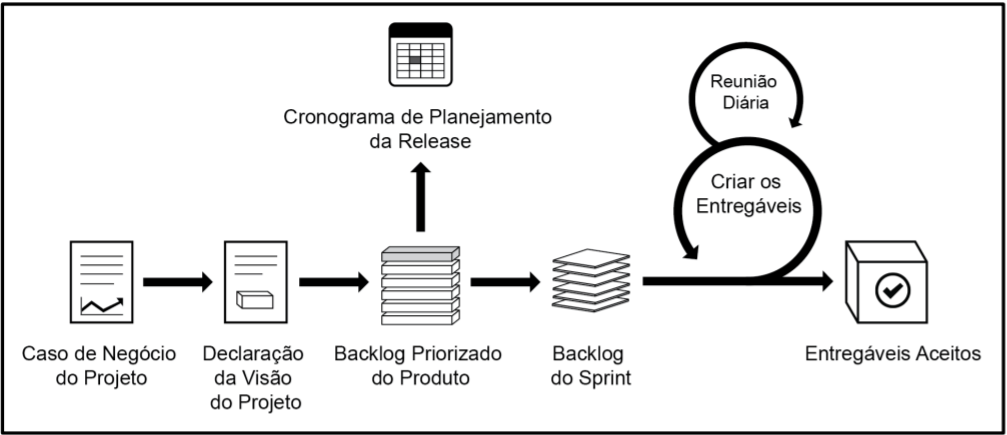 Cronograma de Planejamento
da Release
Reunião
Diária
Criar os
Entregáveis
Caso de Negócio
do Projeto
Declaração
da Visão
do Projeto
Backlog Priorizado
do Produto
Backlog
do Sprint
Entregáveis Aceitos